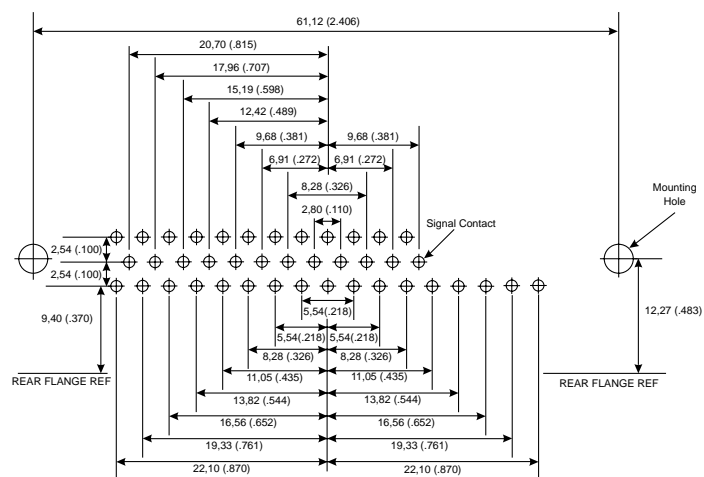 61,12 (2.406)
20,70 (.815)
17,96 (.707)
15,19 (.598)
12,42 (.489)
9,68 (.381) 9,68 (.381)
6,91 (.272) 6,91 (.272)
8,28 (.326)
Mounting
Hole
2,80 (.110)
Signal Contact
2,54 (.100)
2,54 (.100)
9,40 (.370)
12,27 (.483)
5,54(.218)
5,54(.218) 5,54(.218)
8,28 (.326) 8,28 (.326)
11,05 (.435) 11,05 (.435)
REAR FLANGE REF REAR FLANGE REF
13,82 (.544) 13,82 (.544)
16,56 (.652) 16,56 (.652)
19,33 (.761) 19,33 (.761)
22,10 (.870) 22,10 (.870)